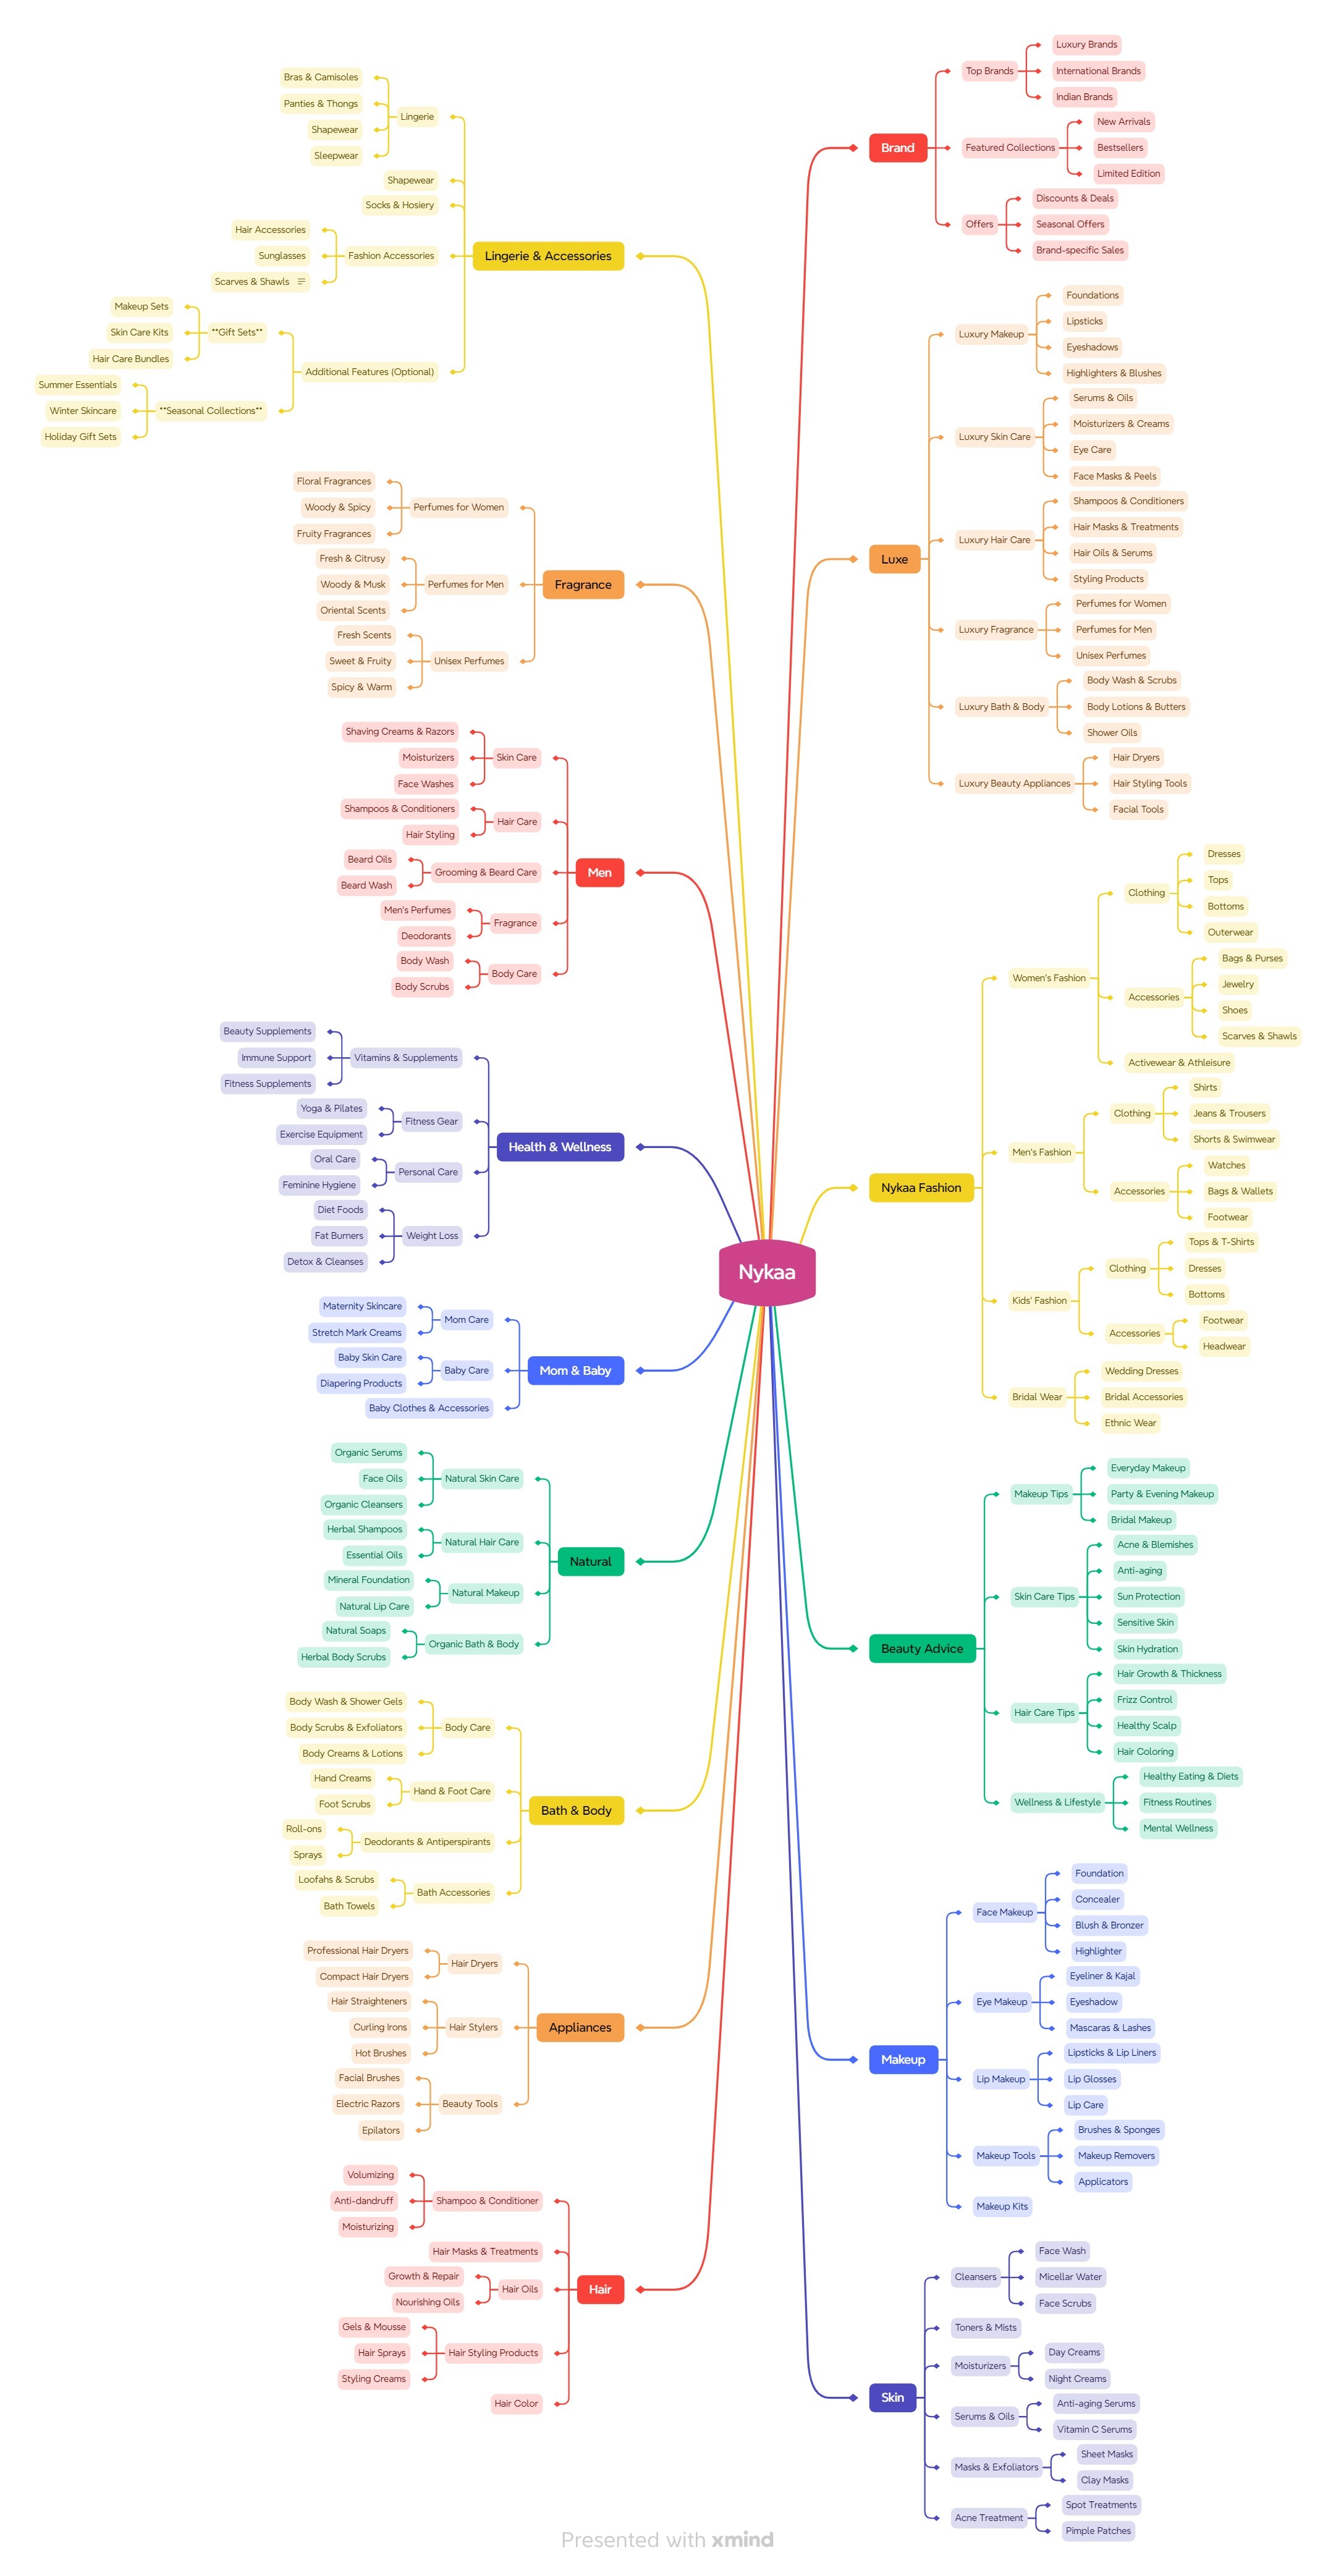 Nykaa
Brand
Top Brands
Luxury Brands
International Brands
Indian Brands
Featured Collections
New Arrivals
Bestsellers
Limited Edition
Offers
Discounts & Deals
Seasonal Offers
Brand-specific Sales
Luxe
Luxury Makeup
Foundations
Lipsticks
Eyeshadows
Highlighters & Blushes
Luxury Skin Care
Serums & Oils
Moisturizers & Creams
Eye Care
Face Masks & Peels
Luxury Hair Care
Shampoos & Conditioners
Hair Masks & Treatments
Hair Oils & Serums
Styling Products
Luxury Fragrance
Perfumes for Women
Perfumes for Men
Unisex Perfumes
Luxury Bath & Body
Body Wash & Scrubs
Body Lotions & Butters
Shower Oils
Luxury Beauty Appliances
Hair Dryers
Hair Styling Tools
Facial Tools
Nykaa Fashion
Women's Fashion
Clothing
Dresses
Tops
Bottoms
Outerwear
Accessories
Bags & Purses
Jewelry
Shoes
Scarves & Shawls
Activewear & Athleisure
Men's Fashion
Clothing
Shirts
Jeans & Trousers
Shorts & Swimwear
Accessories
Watches
Bags & Wallets
Footwear
Kids' Fashion
Clothing
Tops & T-Shirts
Dresses
Bottoms
Accessories
Footwear
Headwear
Bridal Wear
Wedding Dresses
Bridal Accessories
Ethnic Wear
Beauty Advice
Makeup Tips
Everyday Makeup
Party & Evening Makeup
Bridal Makeup
Skin Care Tips
Acne & Blemishes
Anti-aging
Sun Protection
Sensitive Skin
Skin Hydration
Hair Care Tips
Hair Growth & Thickness
Frizz Control
Healthy Scalp
Hair Coloring
Wellness & Lifestyle
Healthy Eating & Diets
Fitness Routines
Mental Wellness
Makeup
Face Makeup
Foundation
Concealer
Blush & Bronzer
Highlighter
Eye Makeup
Eyeliner & Kajal
Eyeshadow
Mascaras & Lashes
Lip Makeup
Lipsticks & Lip Liners
Lip Glosses
Lip Care
Makeup Tools
Brushes & Sponges
Makeup Removers
Applicators
Makeup Kits
Skin
Cleansers
Face Wash
Micellar Water
Face Scrubs
Toners & Mists
Moisturizers
Day Creams
Night Creams
Serums & Oils
Anti-aging Serums
Vitamin C Serums
Masks & Exfoliators
Sheet Masks
Clay Masks
Acne Treatment
Spot Treatments
Pimple Patches
Lingerie & Accessories
Lingerie
Bras & Camisoles
Panties & Thongs
Shapewear
Sleepwear
Shapewear
Socks & Hosiery
Fashion Accessories
Hair Accessories
Sunglasses
Scarves & Shawls
Additional Features (Optional)
**Gift Sets**
Makeup Sets
Skin Care Kits
Hair Care Bundles
**Seasonal Collections**
Summer Essentials
Winter Skincare
Holiday Gift Sets
Fragrance
Perfumes for Women
Floral Fragrances
Woody & Spicy
Fruity Fragrances
Perfumes for Men
Fresh & Citrusy
Woody & Musk
Oriental Scents
Unisex Perfumes
Fresh Scents
Sweet & Fruity
Spicy & Warm
Men
Skin Care
Shaving Creams & Razors
Moisturizers
Face Washes
Hair Care
Shampoos & Conditioners
Hair Styling
Grooming & Beard Care
Beard Oils
Beard Wash
Fragrance
Men's Perfumes
Deodorants
Body Care
Body Wash
Body Scrubs
Health & Wellness
Vitamins & Supplements
Beauty Supplements
Immune Support
Fitness Supplements
Fitness Gear
Yoga & Pilates
Exercise Equipment
Personal Care
Oral Care
Feminine Hygiene
Weight Loss
Diet Foods
Fat Burners
Detox & Cleanses
Mom & Baby
Mom Care
Maternity Skincare
Stretch Mark Creams
Baby Care
Baby Skin Care
Diapering Products
Baby Clothes & Accessories
Natural
Natural Skin Care
Organic Serums
Face Oils
Organic Cleansers
Natural Hair Care
Herbal Shampoos
Essential Oils
Natural Makeup
Mineral Foundation
Natural Lip Care
Organic Bath & Body
Natural Soaps
Herbal Body Scrubs
Bath & Body
Body Care
Body Wash & Shower Gels
Body Scrubs & Exfoliators
Body Creams & Lotions
Hand & Foot Care
Hand Creams
Foot Scrubs
Deodorants & Antiperspirants
Roll-ons
Sprays
Bath Accessories
Loofahs & Scrubs
Bath Towels
Appliances
Hair Dryers
Professional Hair Dryers
Compact Hair Dryers
Hair Stylers
Hair Straighteners
Curling Irons
Hot Brushes
Beauty Tools
Facial Brushes
Electric Razors
Epilators
Hair
Shampoo & Conditioner
Volumizing
Anti-dandruff
Moisturizing
Hair Masks & Treatments
Hair Oils
Growth & Repair
Nourishing Oils
Hair Styling Products
Gels & Mousse
Hair Sprays
Styling Creams
Hair Color
Presented with xmind